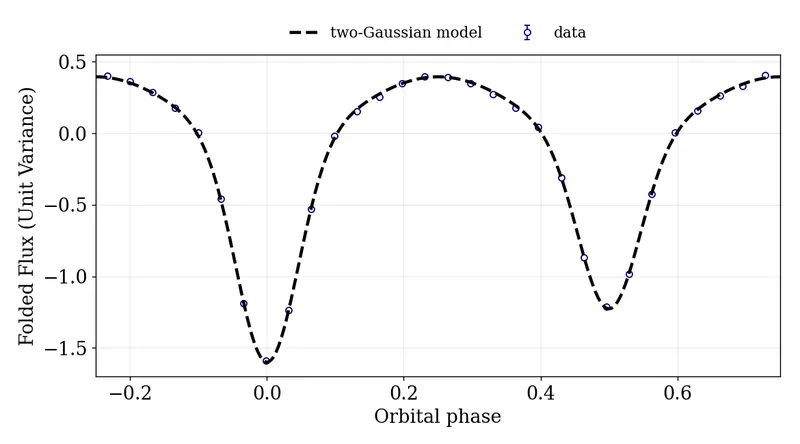 two-Gaussian model
data
Folded Flux (Unit Variance)
0.5
0.0
−0.5
−1.0
−1.5
−0.2
0.0
0.2
0.4
0.6
Orbital phase